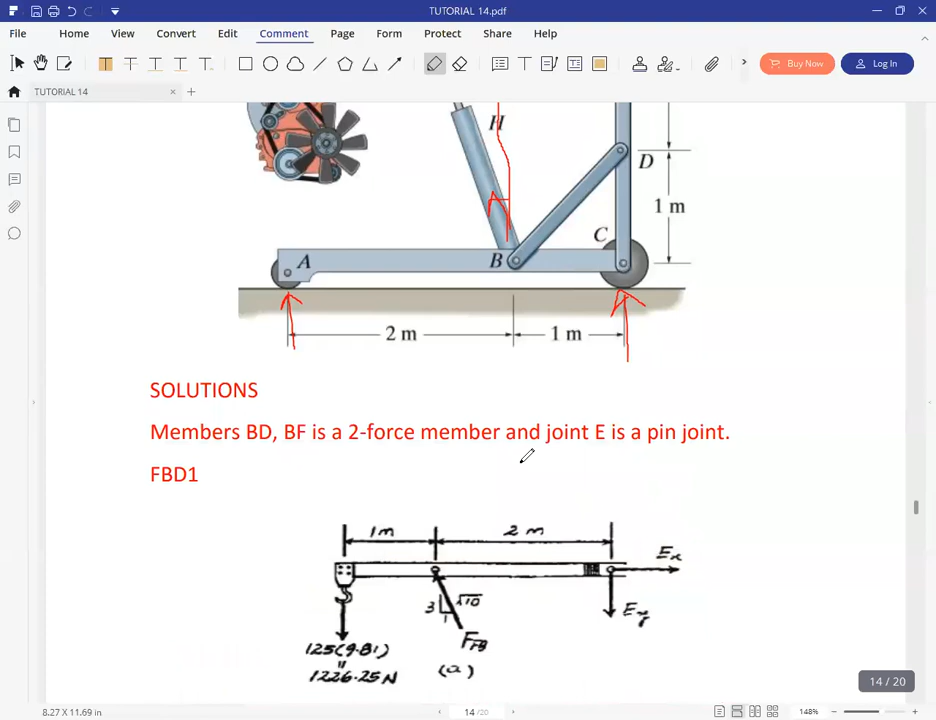 TUTORIAL 14.pdf
File Home View Convert Edit Comment Page Form Protect Share Help
Buy Now Log In
TUTORIAL 14
H
D
1 m
C
A B
2 m 1 m
SOLUTIONS
Members BD, BF is a 2-force member and joint E is a pin joint.
FBD1
1m 2 m
Ex
3 √10 Ey
1
FFB
125(9.81)
=
1226.25N
(a)
14 / 20
8.27 X 11.69 in 14 /20 148%